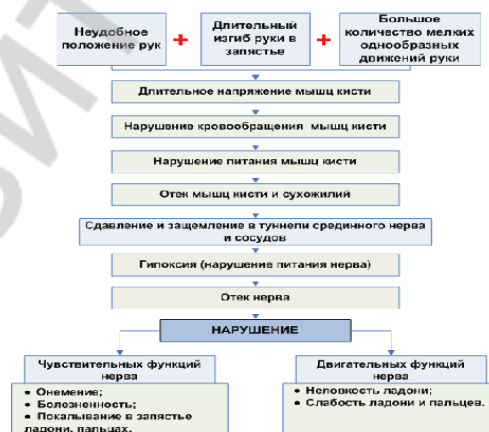 Неудобное
положение рук
+
Длительный
изгиб руки в
запястье
+
Большое
количество мелких
однообразных
движений руки
Длительное напряжение мышц кисти
Нарушение кровообращения мышц кисти
Нарушение питания мышц кисти
Отек мышц кисти и сухожилий
Сдавление и защемление в туннели срединного нерва
и сосудов
Гипоксия (нарушение питания нерва)
Отек нерва
НАРУШЕНИЕ
Чувствительных функций
нерва
• Онемение;
• Болезненность;
• Покалывание в запястье
ладони, пальцах.
Двигательных функций
нерва
• Неловкость ладони;
• Слабость ладони и пальцев.